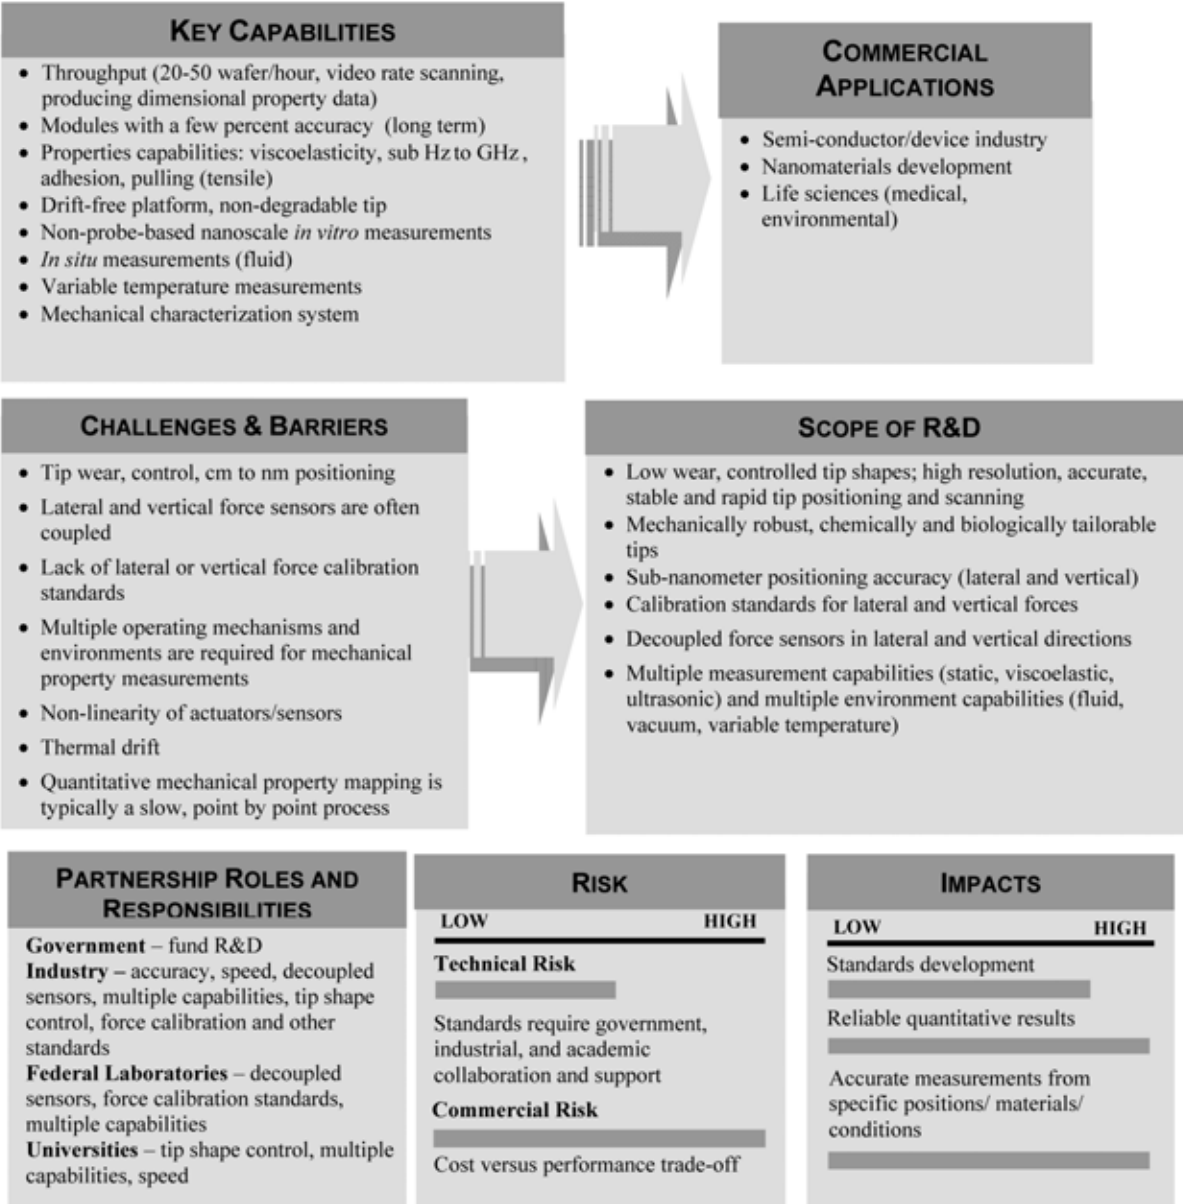 KEY CAPABILITIES
• Throughput (20-50 wafer/hour, video rate scanning,
producing dimensional property data)
• Modules with a few percent accuracy (long term)
• Properties capabilities: viscoelasticity, sub Hz to GHz,
adhesion, pulling (tensile)
• Drift-free platform, non-degradable tip
• Non-probe-based nanoscale in vitro measurements
• In situ measurements (fluid)
• Variable temperature measurements
• Mechanical characterization system
COMMERCIAL
APPLICATIONS
• Semi-conductor/device industry
• Nanomaterials development
• Life sciences (medical,
environmental)
CHALLENGES & BARRIERS
• Tip wear, control, cm to nm positioning
• Lateral and vertical force sensors are often
coupled
• Lack of lateral or vertical force calibration
standards
• Multiple operating mechanisms and
environments are required for mechanical
property measurements
• Non-linearity of actuators/sensors
• Thermal drift
• Quantitative mechanical property mapping is
typically a slow, point by point process
SCOPE OF R&D
• Low wear, controlled tip shapes; high resolution, accurate,
stable and rapid tip positioning and scanning
• Mechanically robust, chemically and biologically tailorable
tips
• Sub-nanometer positioning accuracy (lateral and vertical)
• Calibration standards for lateral and vertical forces
• Decoupled force sensors in lateral and vertical directions
• Multiple measurement capabilities (static, viscoelastic,
ultrasonic) and multiple environment capabilities (fluid,
vacuum, variable temperature)
PARTNERSHIP ROLES AND
RESPONSIBILITIES
Government – fund R&D
Industry – accuracy, speed, decoupled
sensors, multiple capabilities, tip shape
control, force calibration and other
standards
Federal Laboratories – decoupled
sensors, force calibration standards,
multiple capabilities
Universities – tip shape control, multiple
capabilities, speed
RISK
LOW HIGH
Technical Risk
Standards require government,
industrial, and academic
collaboration and support
Commercial Risk
Cost versus performance trade-off
IMPACTS
LOW HIGH
Standards development
Reliable quantitative results
Accurate measurements from
specific positions/ materials/
conditions